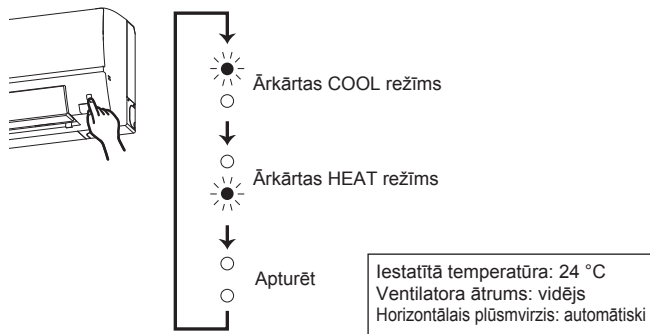 Ārkārtas COOL režīms
Ārkārtas HEAT režīms
Apturēt
Iestatītā temperatūra: 24 °C
Ventilatora ātrums: vidējs
Horizontālais plūsmvirzis: automātiski